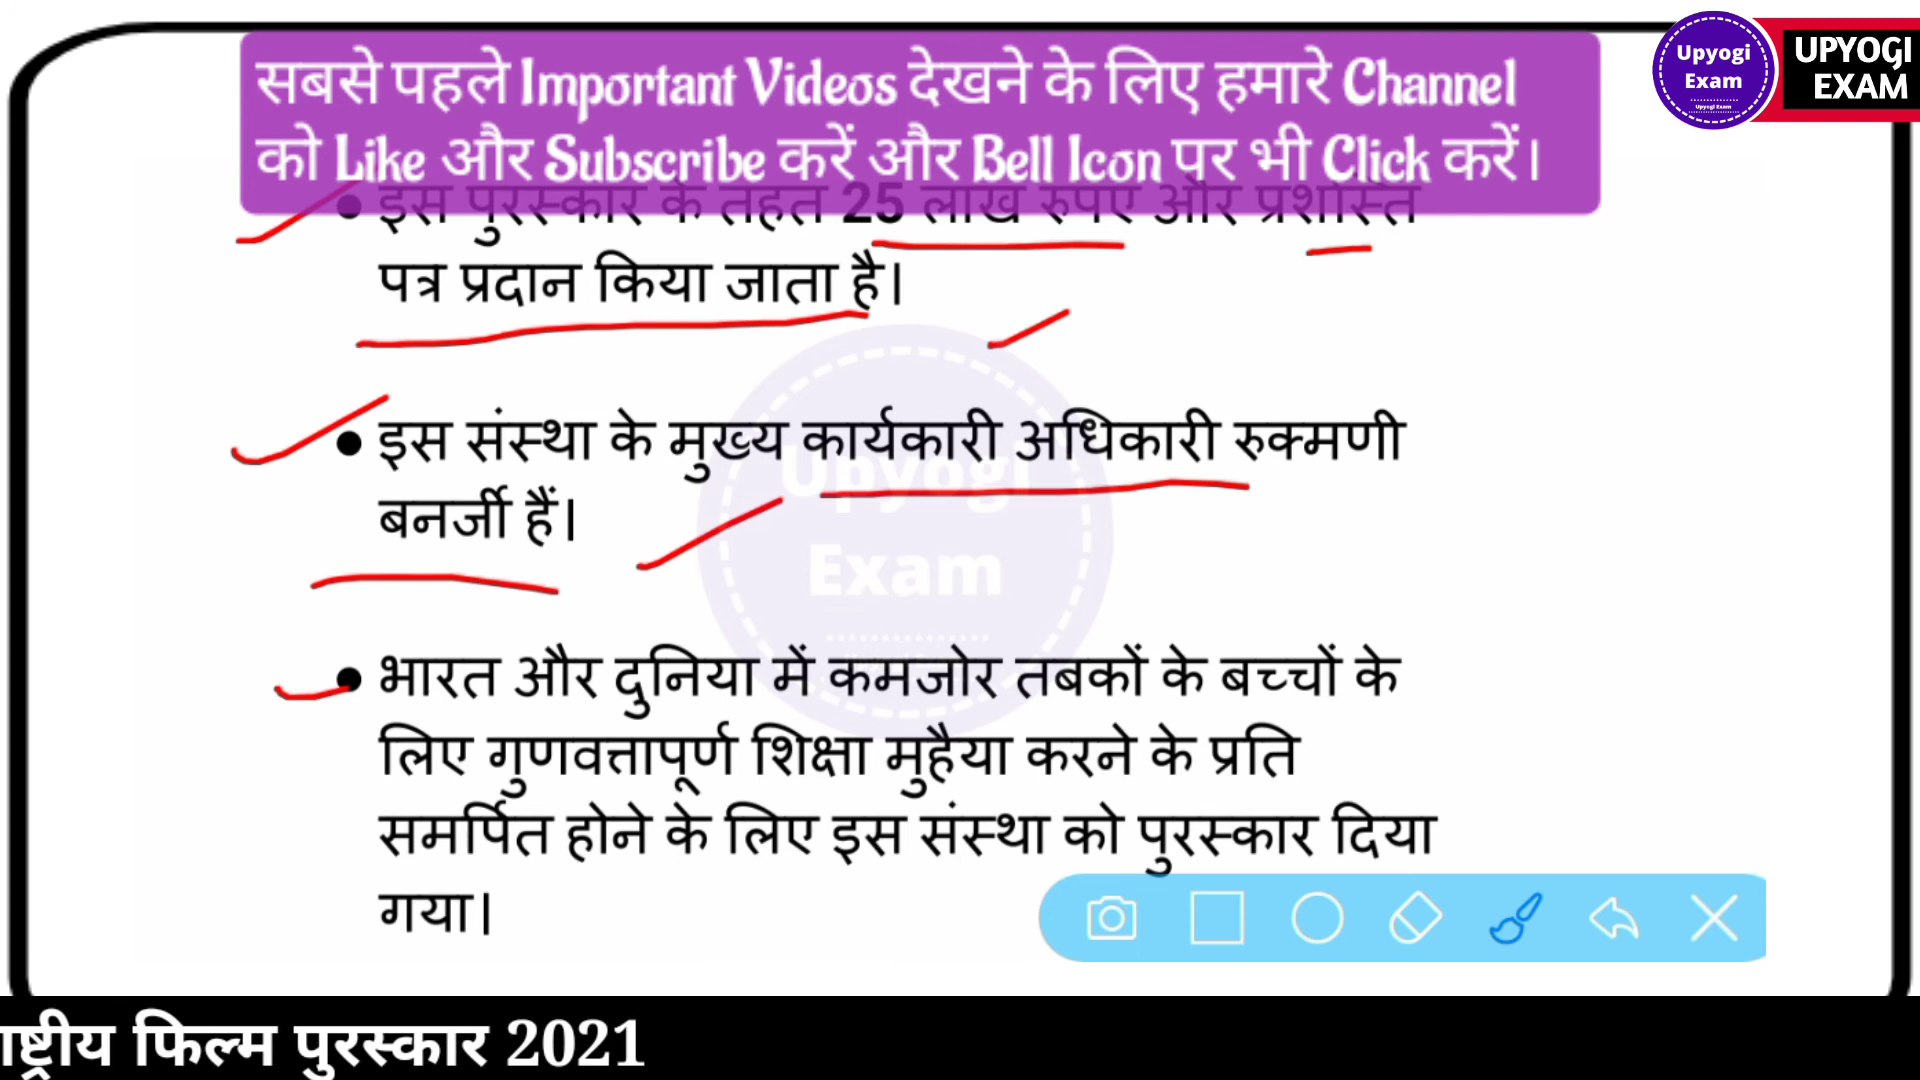 सबसे पहले Important Videos देखने के लिए हमारे Channel
को Like और Subscribe करें और Bell Icon पर भी Click करें।
Upyogi
Exam
Upyogi Exam
UPYOGI
EXAM
• इस पुरस्कार के तहत 25 लाख रुपए और प्रशस्ति
पत्र प्रदान किया जाता है।
• इस संस्था के मुख्य कार्यकारी अधिकारी रुक्मणी
बनर्जी हैं।
Upyogi
Exam
• भारत और दुनिया में कमजोर तबकों के बच्चों के
लिए गुणवत्तापूर्ण शिक्षा मुहैया करने के प्रति
समर्पित होने के लिए इस संस्था को पुरस्कार दिया
गया।
ाष्ट्रीय फिल्म पुरस्कार 2021